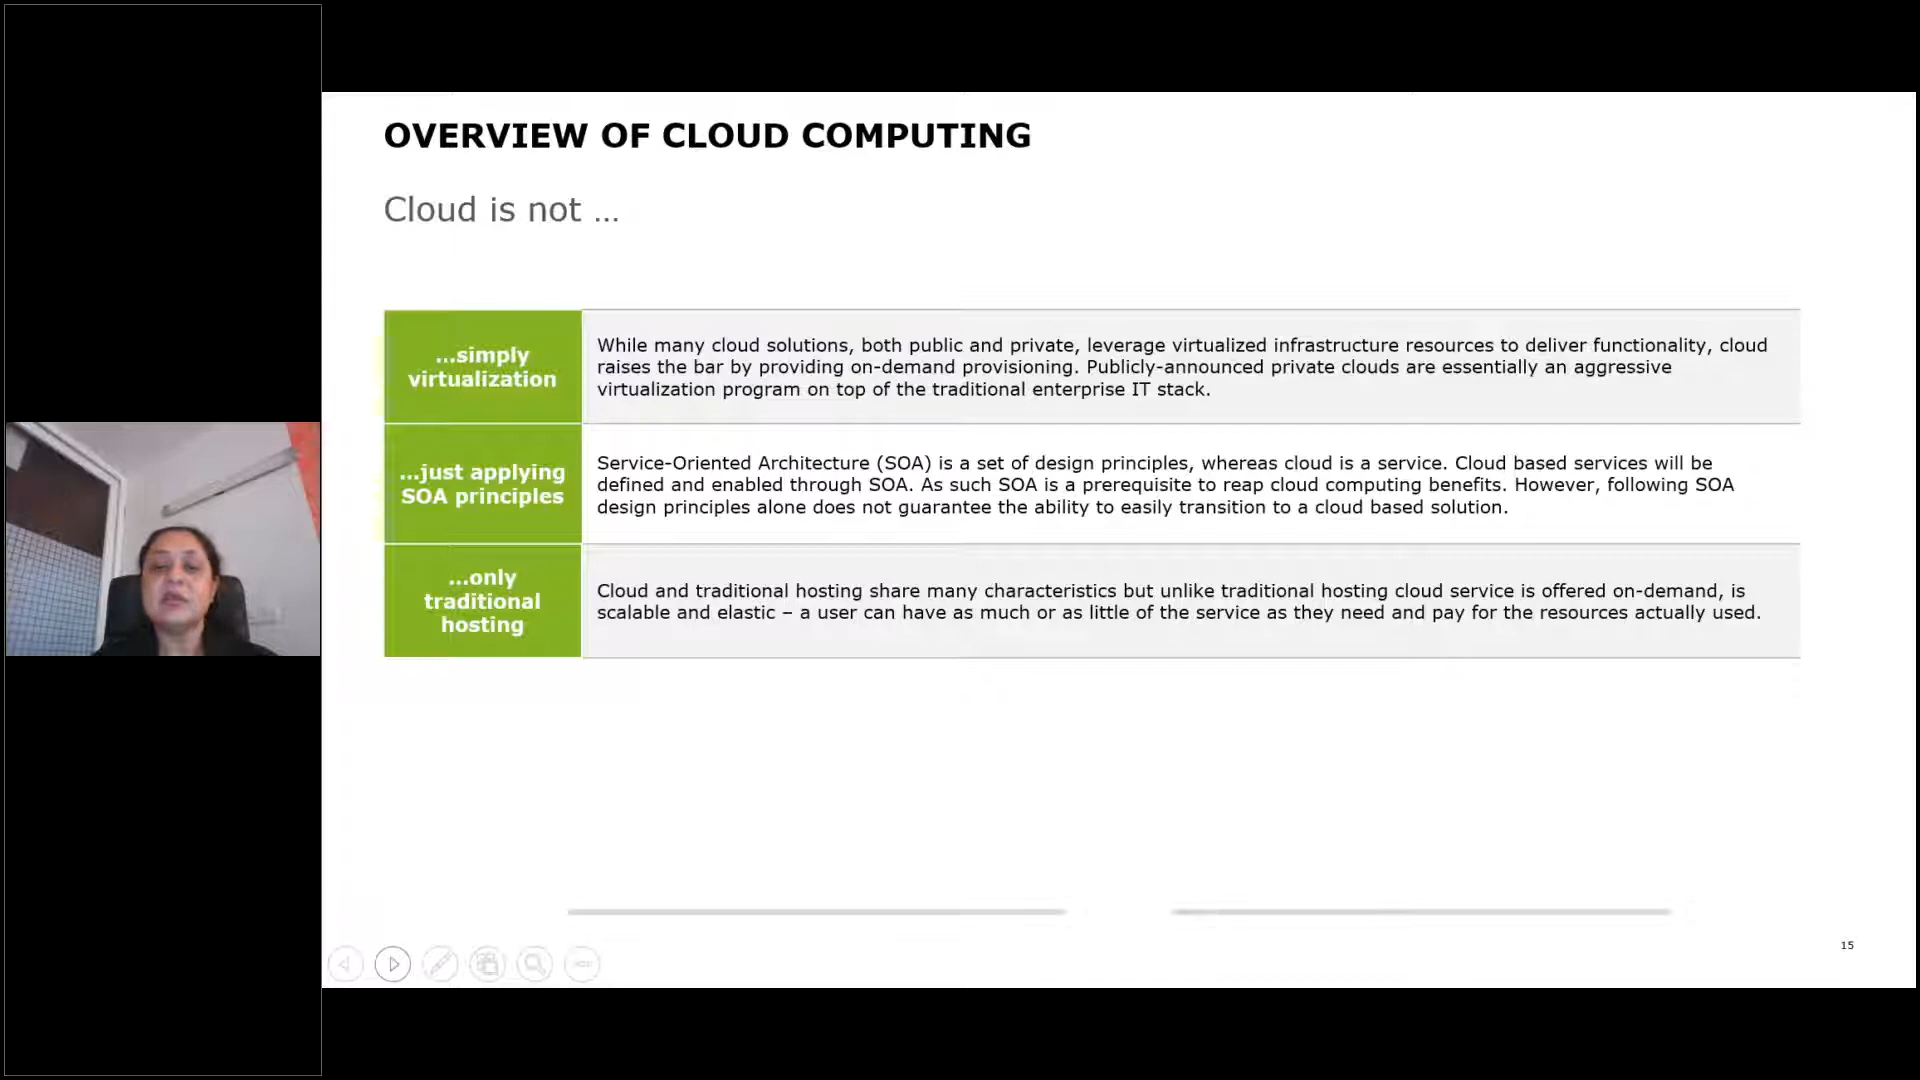 OVERVIEW OF CLOUD COMPUTING
Cloud is not ...
...simply
virtualization
While many cloud solutions, both public and private, leverage virtualized infrastructure resources to deliver functionality, cloud
raises the bar by providing on-demand provisioning. Publicly-announced private clouds are essentially an aggressive
virtualization program on top of the traditional enterprise IT stack.
...just applying
SOA principles
Service-Oriented Architecture (SOA) is a set of design principles, whereas cloud is a service. Cloud based services will be
defined and enabled through SOA. As such SOA is a prerequisite to reap cloud computing benefits. However, following SOA
design principles alone does not guarantee the ability to easily transition to a cloud based solution.
...only
traditional
hosting
Cloud and traditional hosting share many characteristics but unlike traditional hosting cloud service is offered on-demand, is
scalable and elastic – a user can have as much or as little of the service as they need and pay for the resources actually used.
15